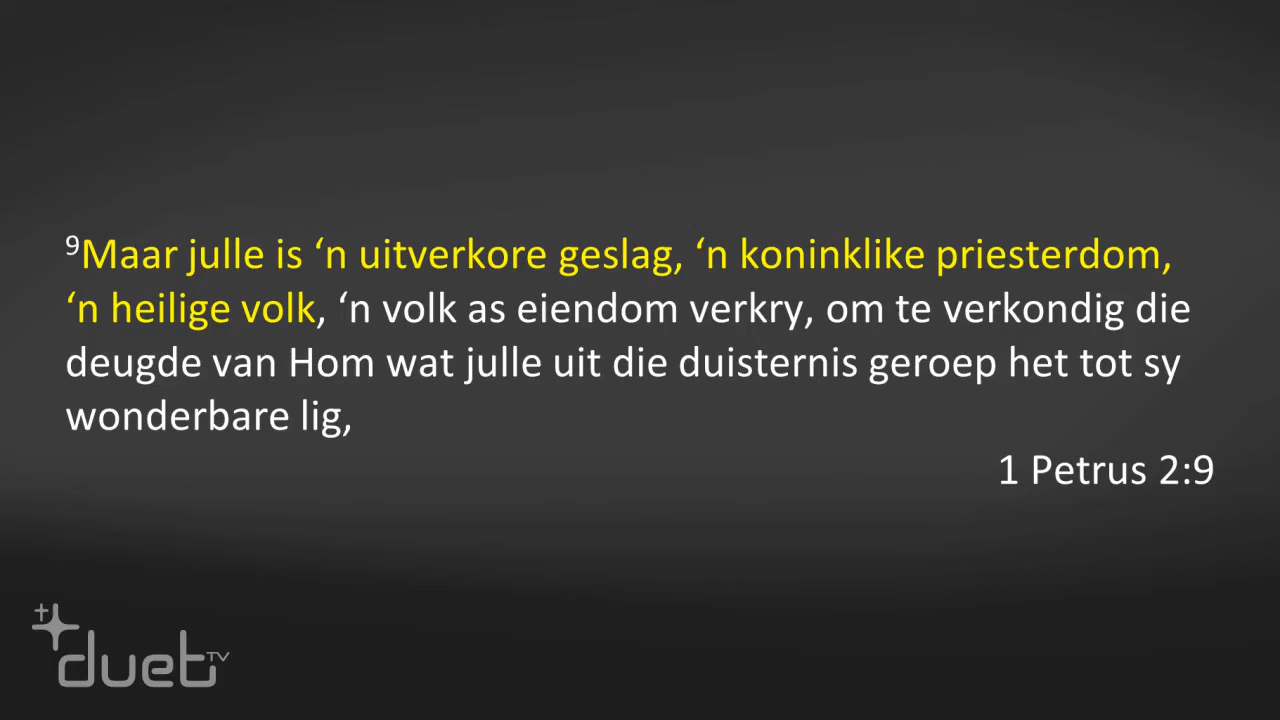 ⁹Maar julle is ‘n uitverkore geslag, ‘n koninklike priesterdom,
‘n heilige volk, ‘n volk as eiendom verkry, om te verkondig die
deugde van Hom wat julle uit die duisternis geroep het tot sy
wonderbare lig,
1 Petrus 2:9
duet TV